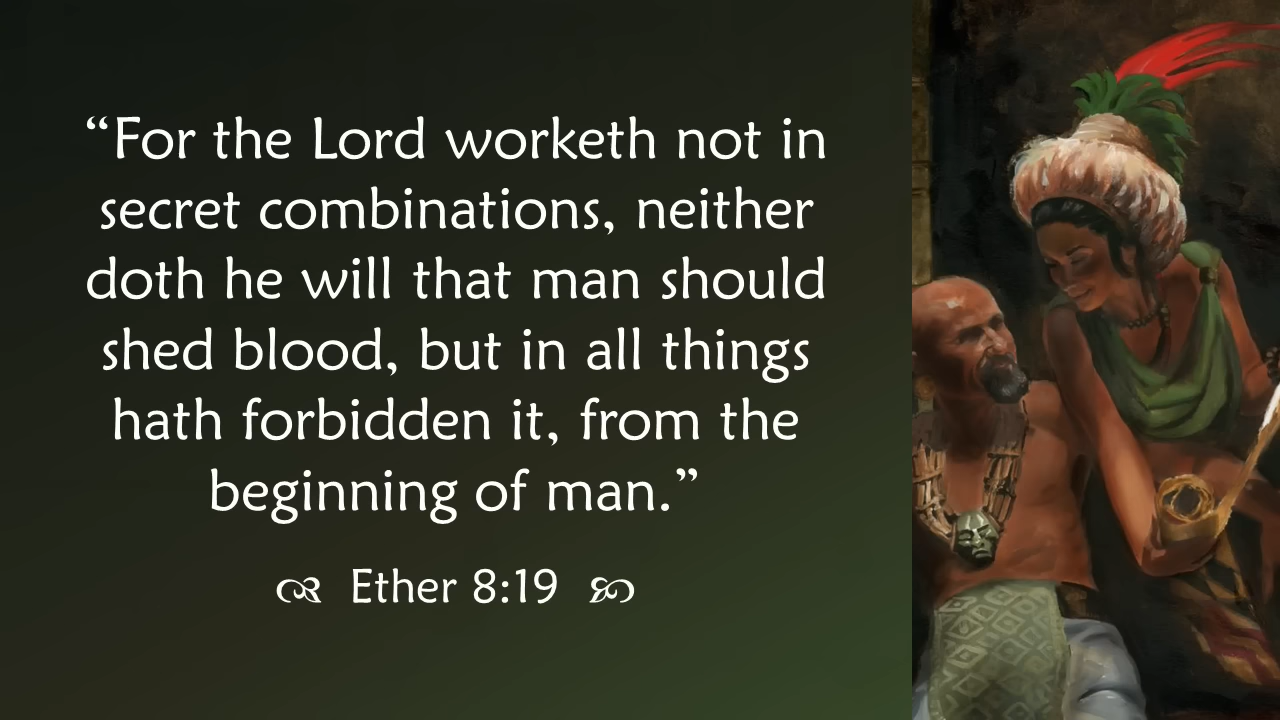 “For the Lord worketh not in
secret combinations, neither
doth he will that man should
shed blood, but in all things
hath forbidden it, from the
beginning of man.”
Ether 8:19